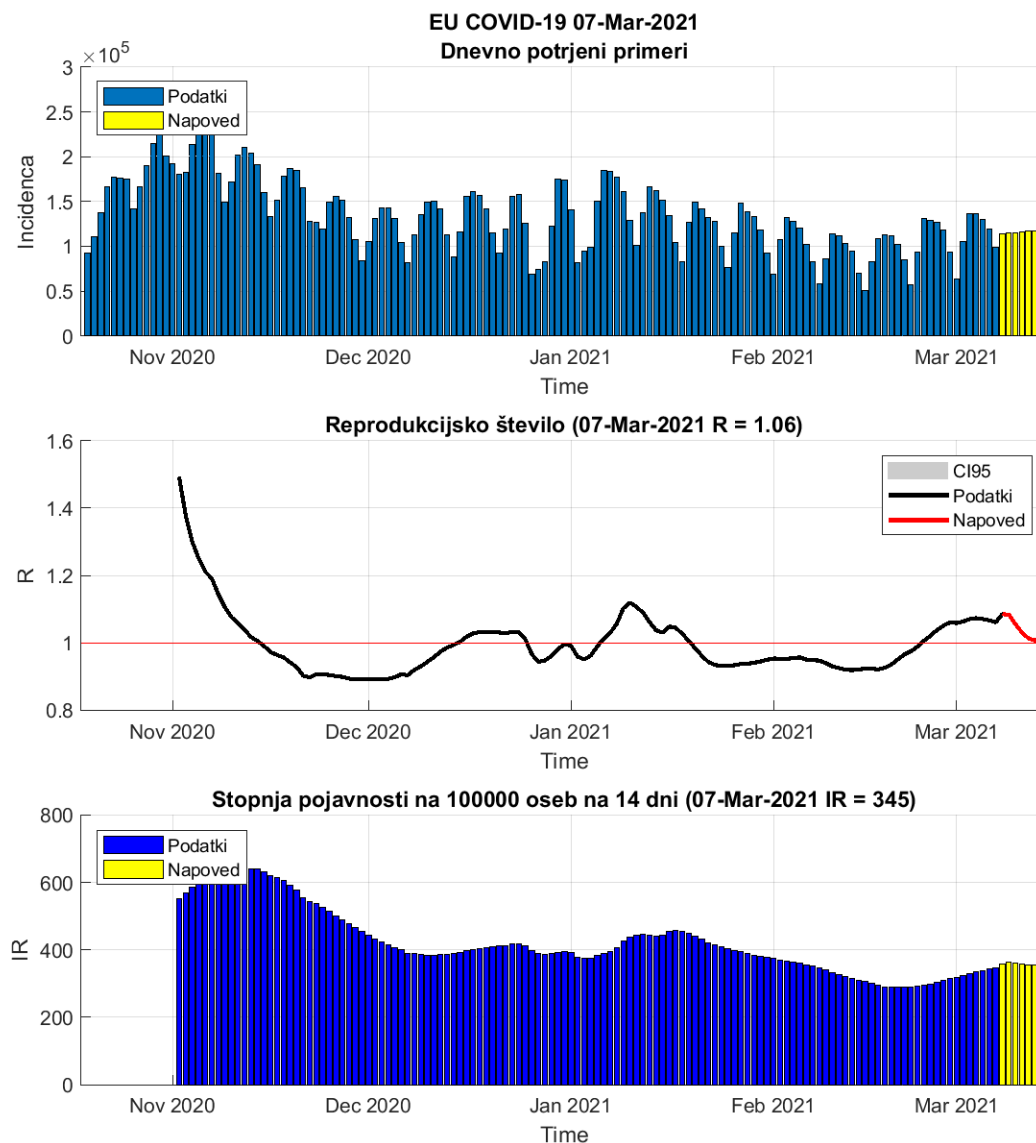 EU COVID-19 07-Mar-2021
Dnevno potrjeni primeri
×10⁵
3
2.5
2
1.5
1
0.5
0
Incidenca
Podatki
Napoved
Nov 2020 Dec 2020 Jan 2021 Feb 2021 Mar 2021
Time
Reprodukcijsko število (07-Mar-2021 R = 1.06)
1.6
1.4
1.2
1
0.8
R
CI95
Podatki
Napoved
Nov 2020 Dec 2020 Jan 2021 Feb 2021 Mar 2021
Time
Stopnja pojavnosti na 100000 oseb na 14 dni (07-Mar-2021 IR = 345)
800
600
400
200
0
IR
Podatki
Napoved
Nov 2020 Dec 2020 Jan 2021 Feb 2021 Mar 2021
Time